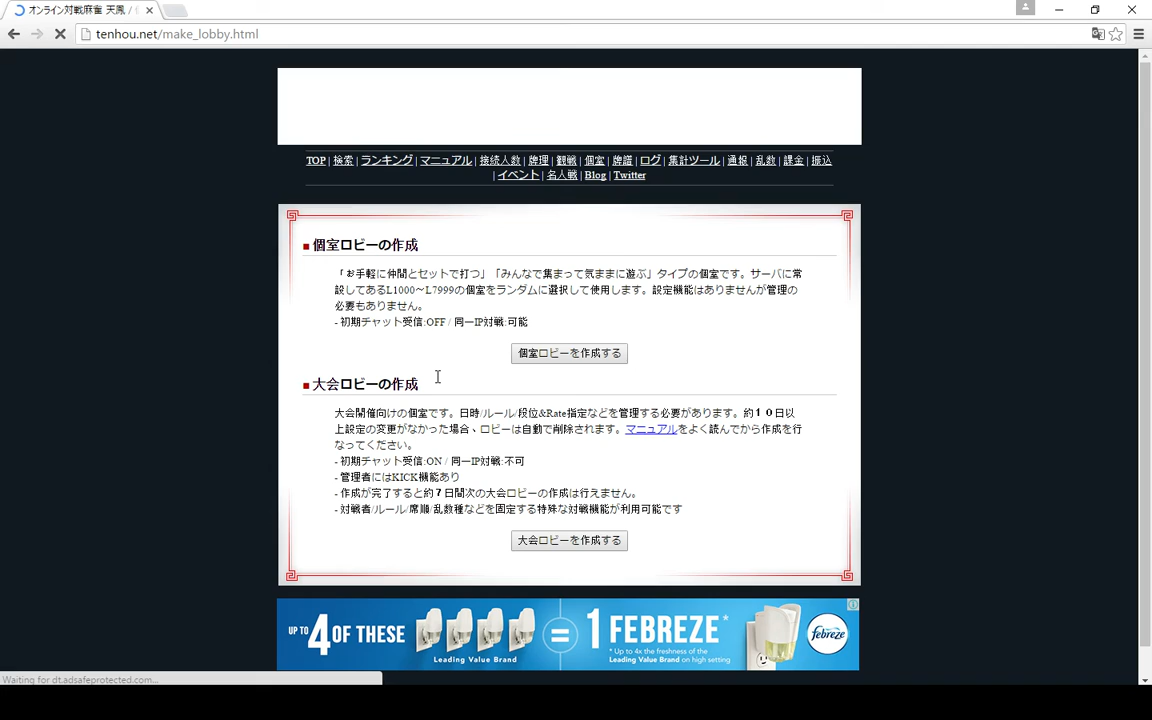 オンライン対戦麻雀 天鳳 /
tenhou.net/make_lobby.html
TOP | 検索 | ランキング | マニュアル | 接続人数 | 牌理 | 観戦 | 個室 | 牌譜 | ログ | 集計ツール | 通報 | 乱数 | 課金 | 振込
| イベント | 名人戦 | Blog | Twitter
■ 個室ロビーの作成
「お手軽に仲間とセットで打つ」「みんなで集まって気ままに遊ぶ」タイプの個室です。サーバに常
設してあるL1000～L7999の個室をランダムに選択して使用します。設定機能はありませんが管理の
必要もありません。
- 初期チャット受信:OFF / 同一IP対戦:可能
個室ロビーを作成する
■ 大会ロビーの作成
大会開催向けの個室です。日時/ルール/段位&Rate指定などを管理する必要があります。約１０日以
上設定の変更がなかった場合、ロビーは自動で削除されます。マニュアルをよく読んでから作成を行
なってください。
- 初期チャット受信:ON / 同一IP対戦:不可
- 管理者にはKICK機能あり
- 作成が完了すると約７日間次の大会ロビーの作成は行えません。
- 対戦者/ルール/席順/乱数種などを固定する特殊な対戦機能が利用可能です
大会ロビーを作成する
UP TO 4 OF THESE = 1 FEBREZE*
Leading Value Brand
* Up to 4x the freshness of the
Leading Value Brand on high setting
febreze
Waiting for dt.adsafeprotected.com...